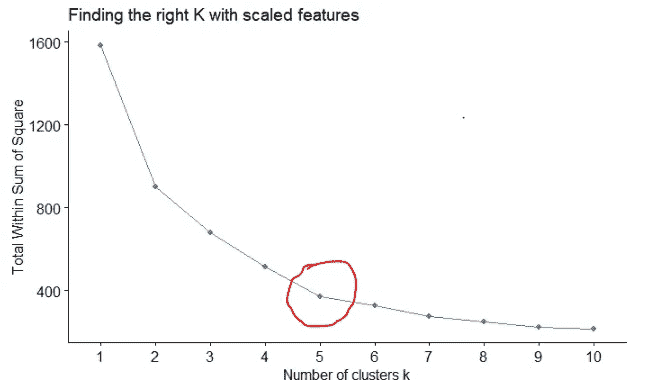 Finding the right K with scaled features
Total Within Sum of Square
1600
1200
800
400
1 2 3 4 5 6 7 8 9 10
Number of clusters k